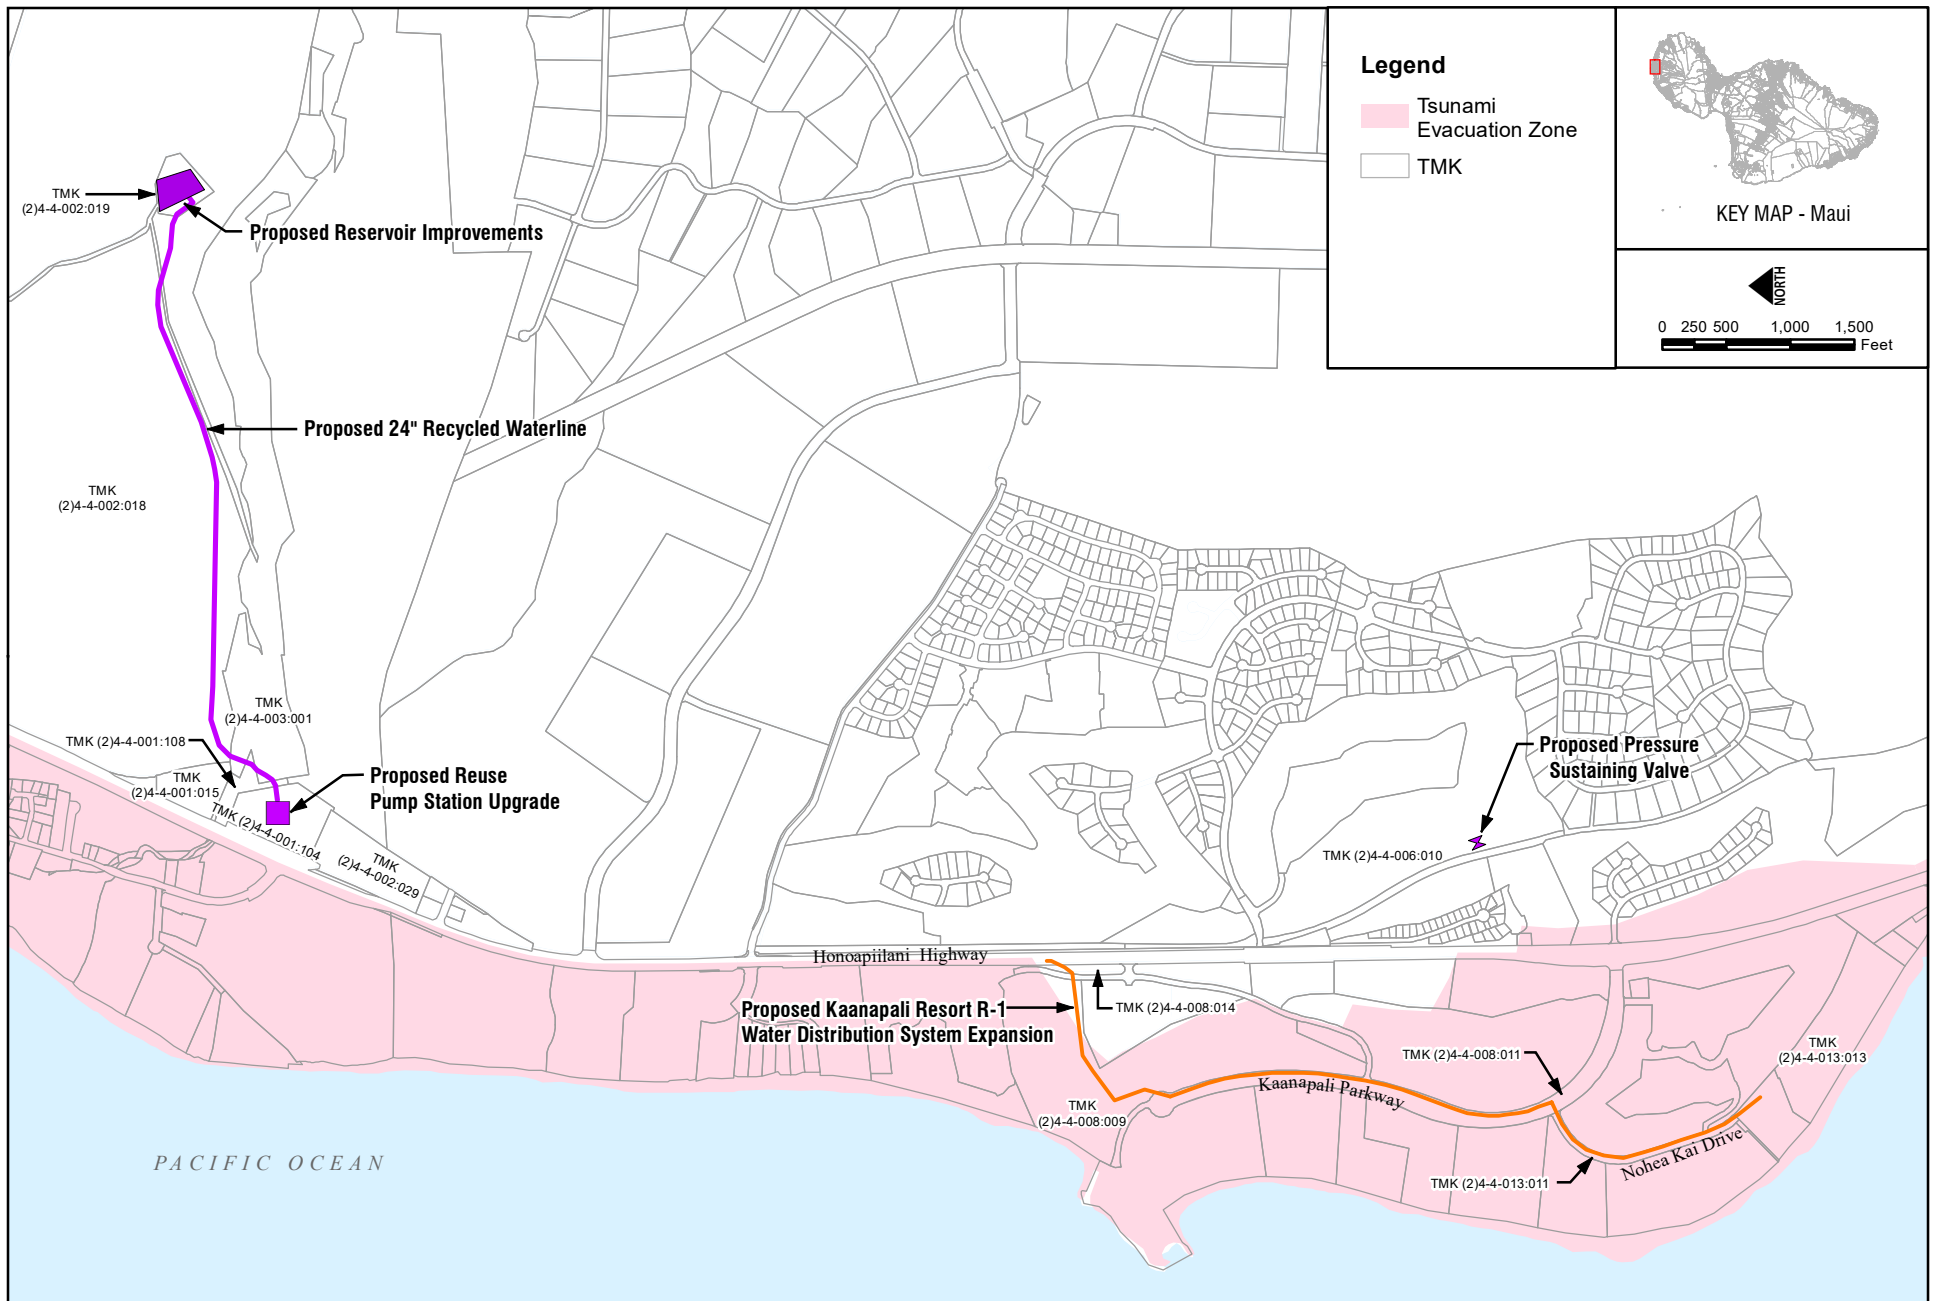 Legend
Tsunami
Evacuation Zone
TMK
KEY MAP - Maui
NORTH
0 250 500 1,000 1,500
Feet
TMK
(2)4-4-002:019
Proposed Reservoir Improvements
Proposed 24" Recycled Waterline
TMK
(2)4-4-002:018
TMK
(2)4-4-003:001
TMK (2)4-4-001:108
TMK
(2)4-4-001:015
Proposed Reuse
Pump Station Upgrade
TMK (2)4-4-001:104
TMK
(2)4-4-002:029
Proposed Pressure
Sustaining Valve
TMK (2)4-4-006:010
Honoapiilani Highway
Proposed Kaanapali Resort R-1
Water Distribution System Expansion
TMK (2)4-4-008:014
TMK (2)4-4-008:011
TMK
(2)4-4-013:013
Kaanapali Parkway
TMK
(2)4-4-008:009
Nohea Kai Drive
TMK (2)4-4-013:011
PACIFIC OCEAN